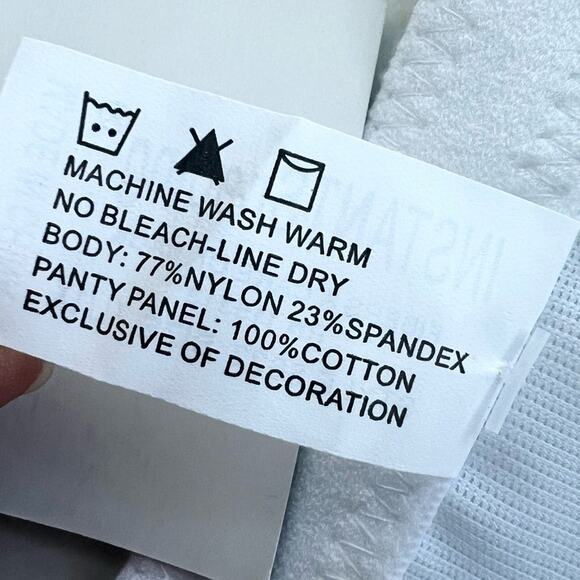 MACHINE WASH WARM
NO BLEACH-LINE DRY
BODY: 77%NYLON 23%SPANDEX
PANTY PANEL: 100%COTTON
EXCLUSIVE OF DECORATION